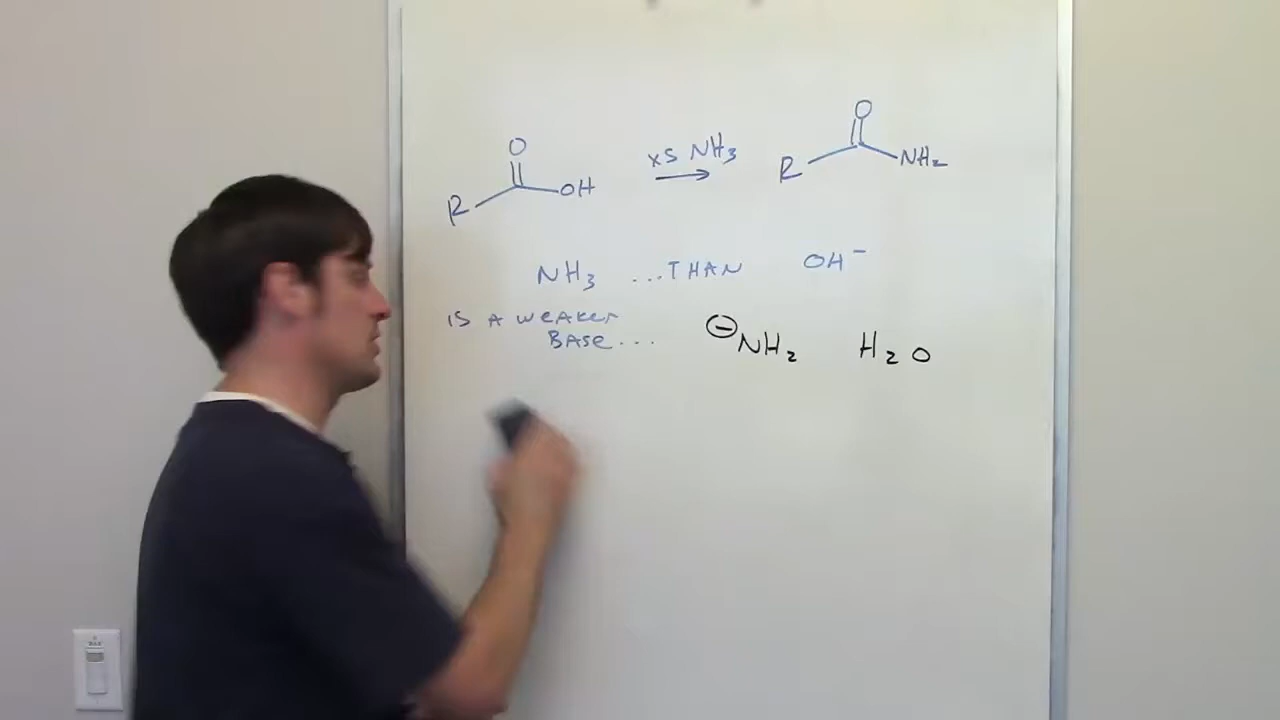 O O
R OH xs NH3 R NH2
NH3 ...THAN OH−
IS A WEAKER
BASE...
⊖NH2 H2O